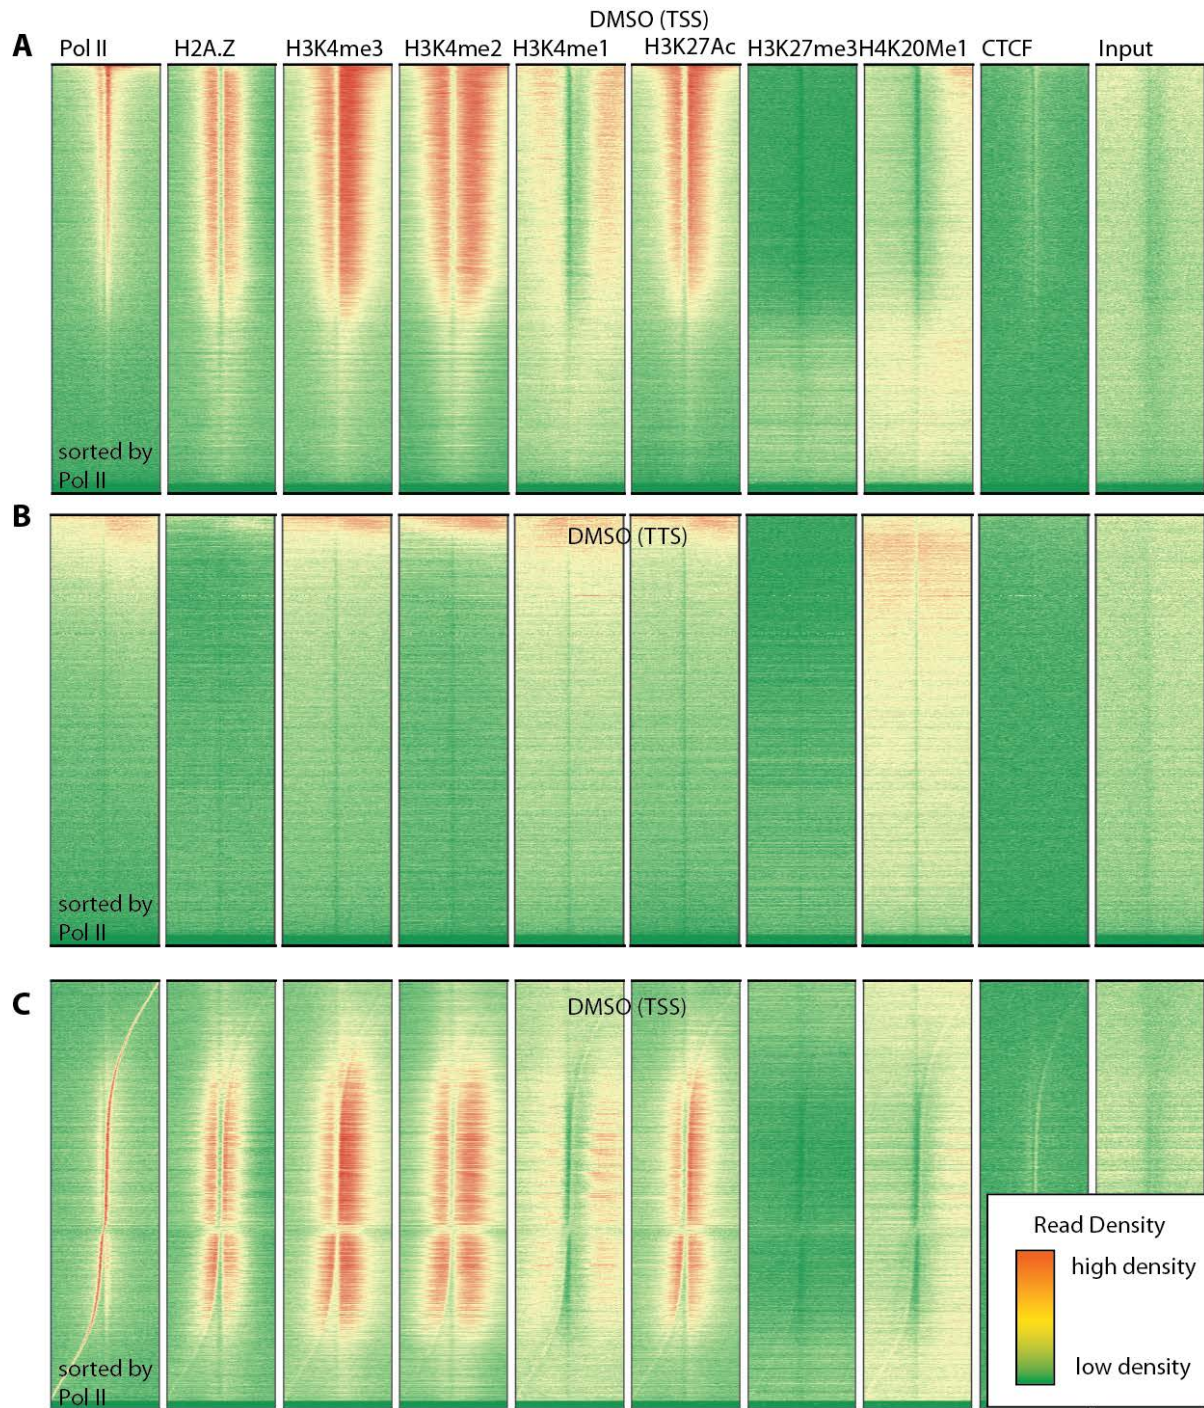 DMSO (TSS)
A
Pol II H2A.Z H3K4me3 H3K4me2 H3K4me1 H3K27Ac H3K27me3 H4K20Me1 CTCF Input
sorted by
Pol II
B
DMSO (TTS)
sorted by
Pol II
C
DMSO (TSS)
sorted by
Pol II
Read Density
high density
low density